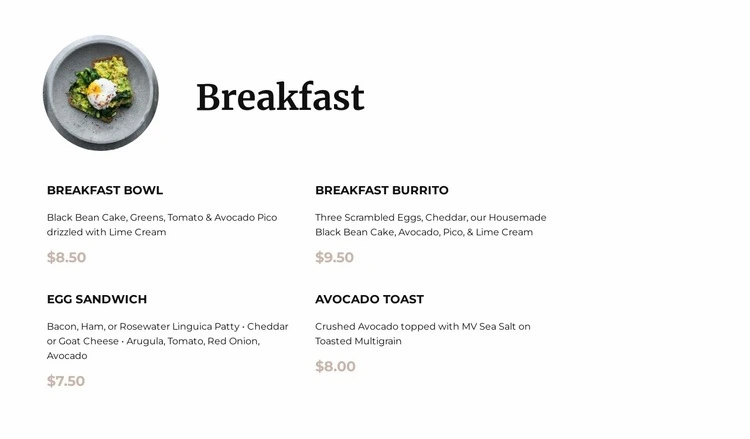 Breakfast
BREAKFAST BOWL
Black Bean Cake, Greens, Tomato & Avocado Pico
drizzled with Lime Cream
$8.50
BREAKFAST BURRITO
Three Scrambled Eggs, Cheddar, our Housemade
Black Bean Cake, Avocado, Pico, & Lime Cream
$9.50
EGG SANDWICH
Bacon, Ham, or Rosewater Linguica Patty • Cheddar
or Goat Cheese • Arugula, Tomato, Red Onion,
Avocado
$7.50
AVOCADO TOAST
Crushed Avocado topped with MV Sea Salt on
Toasted Multigrain
$8.00